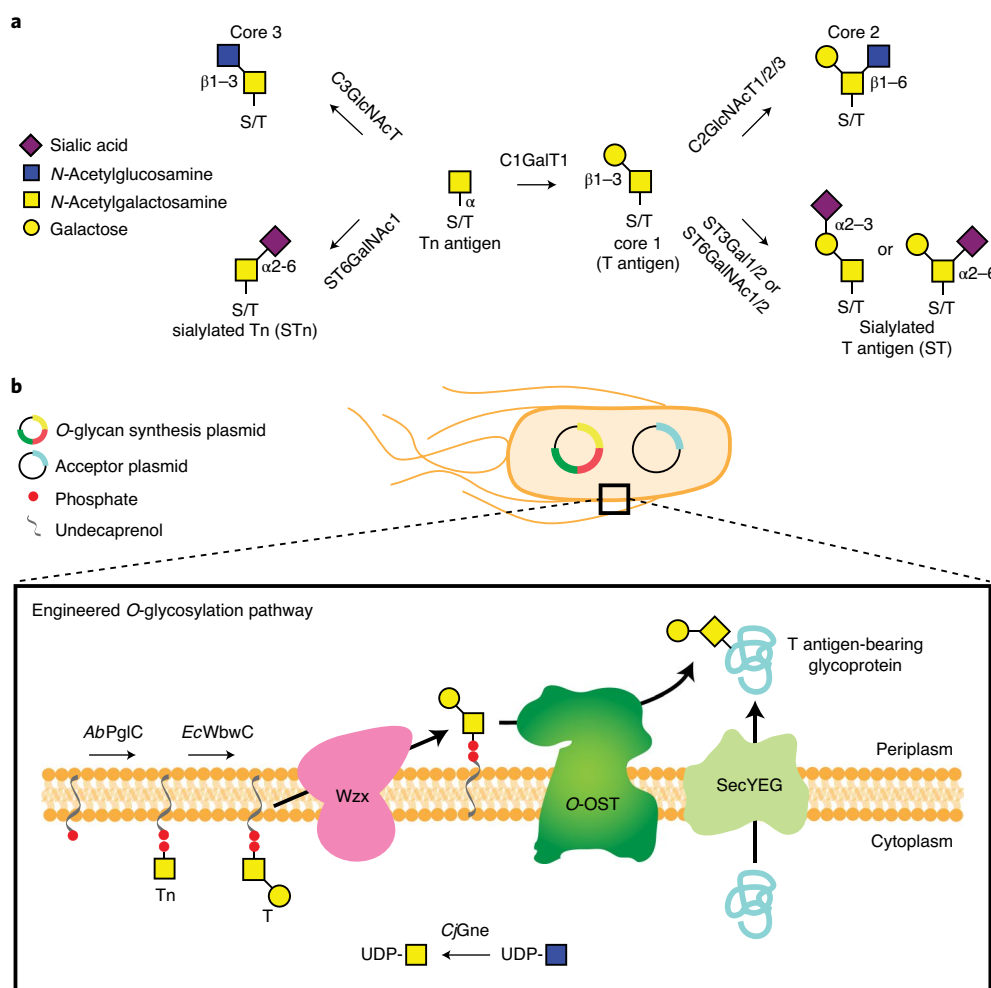 a
Core 3
β1–3
S/T
C3GlcNAcT
Core 2
β1–6
S/T
C2GlcNAcT1/2/3
Sialic acid
N-Acetylglucosamine
N-Acetylgalactosamine
Galactose
α2-6
S/T
sialylated Tn (STn)
ST6GalNAc1
α
S/T
Tn antigen
C1GalT1
β1–3
S/T
core 1
(T antigen)
ST3Gal1/2 or
ST6GalNAc1/2
α2–3
S/T
or
α2–6
S/T
Sialylated
T antigen (ST)
b
O-glycan synthesis plasmid
Acceptor plasmid
Phosphate
Undecaprenol
Engineered O-glycosylation pathway
T antigen-bearing
glycoprotein
AbPglC
EcWbwC
Wzx
O-OST
SecYEG
Periplasm
Cytoplasm
Tn
T
CjGne
UDP-
UDP-